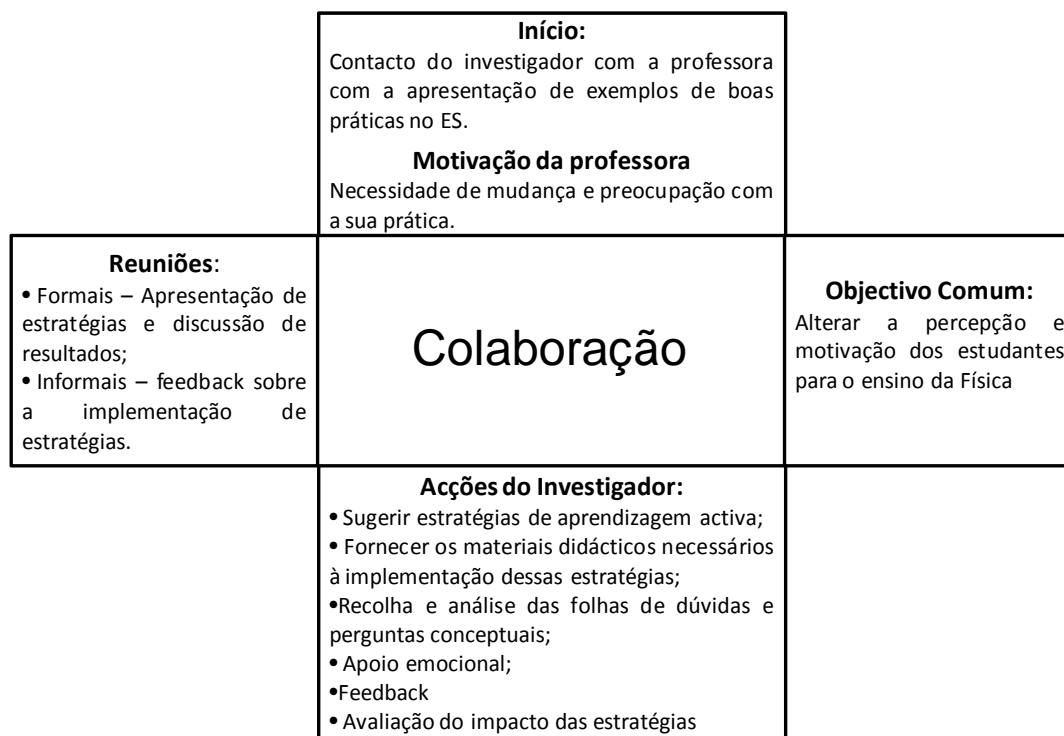 Início:
Contacto do investigador com a professora
com a apresentação de exemplos de boas
práticas no ES.
Motivação da professora
Necessidade de mudança e preocupação com
a sua prática.
Reuniões:
• Formais – Apresentação de
estratégias e discussão de
resultados;
• Informais – feedback sobre
a implementação de
estratégias.
Colaboração
Objectivo Comum:
Alterar a percepção e
motivação dos estudantes
para o ensino da Física
Acções do Investigador:
• Sugerir estratégias de aprendizagem activa;
• Fornecer os materiais didácticos necessários
à implementação dessas estratégias;
•Recolha e análise das folhas de dúvidas e
perguntas conceptuais;
• Apoio emocional;
•Feedback
• Avaliação do impacto das estratégias